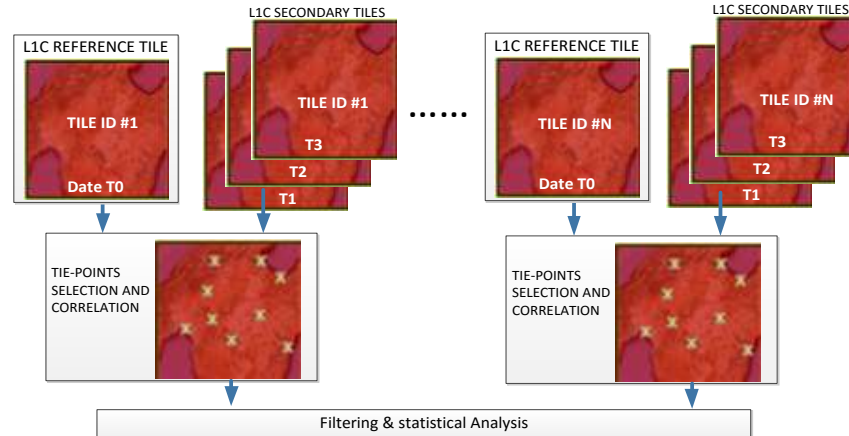 L1C SECONDARY TILES
L1C REFERENCE TILE
TILE ID #1
Date T0
TILE ID #1
T3
T2
T1
......
L1C SECONDARY TILES
L1C REFERENCE TILE
TILE ID #N
Date T0
TILE ID #N
T3
T2
T1
TIE-POINTS
SELECTION AND
CORRELATION
TIE-POINTS
SELECTION AND
CORRELATION
Filtering & statistical Analysis